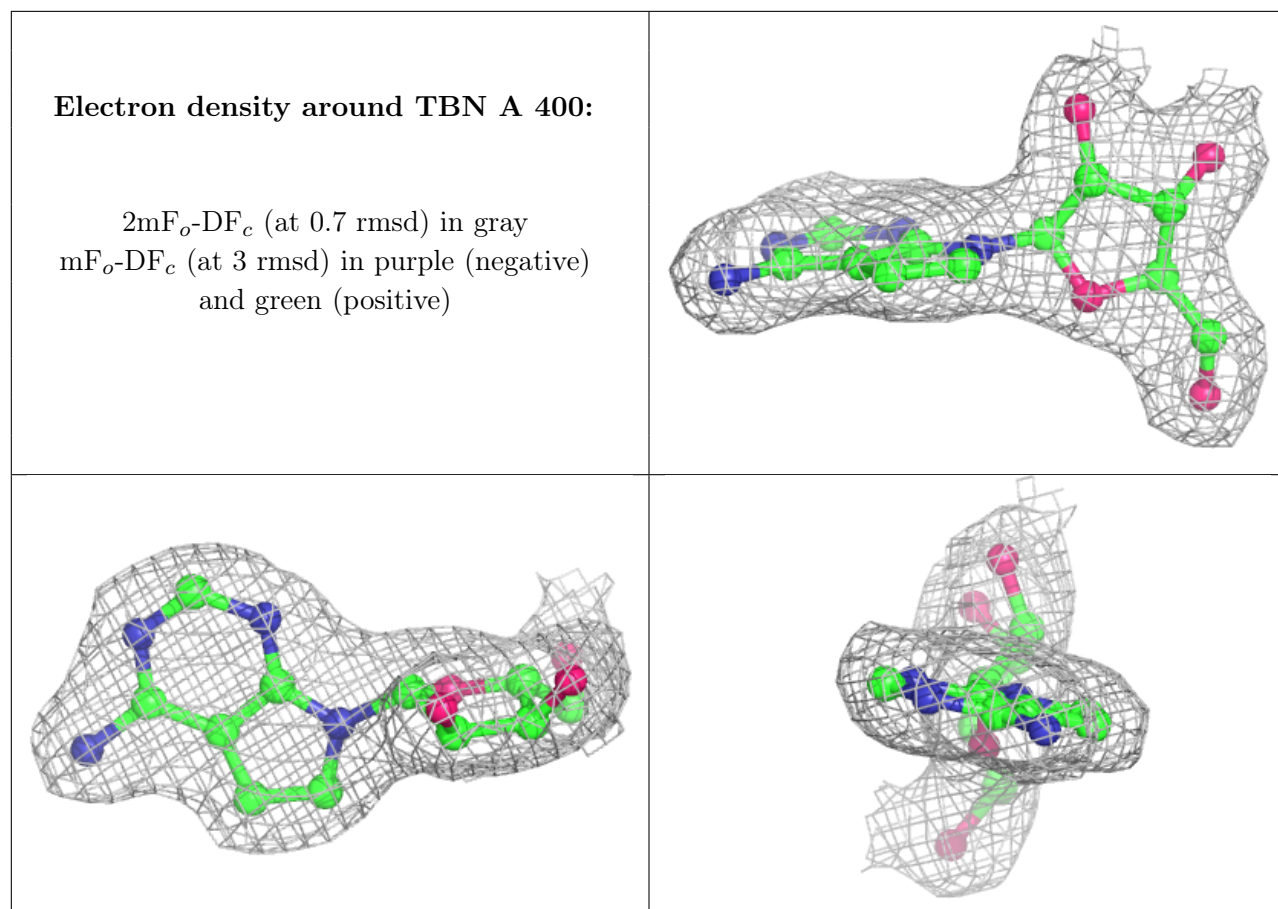 Electron density around TBN A 400:
2mFo-DFc (at 0.7 rmsd) in gray
mFo-DFc (at 3 rmsd) in purple (negative)
and green (positive)